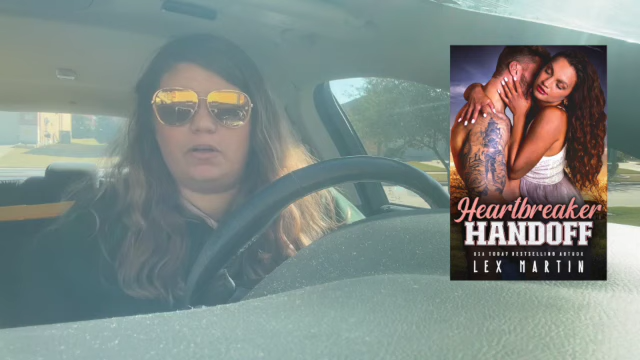 Heartbreaker
HANDOFF
USA TODAY BESTSELLING AUTHOR
LEX MARTIN